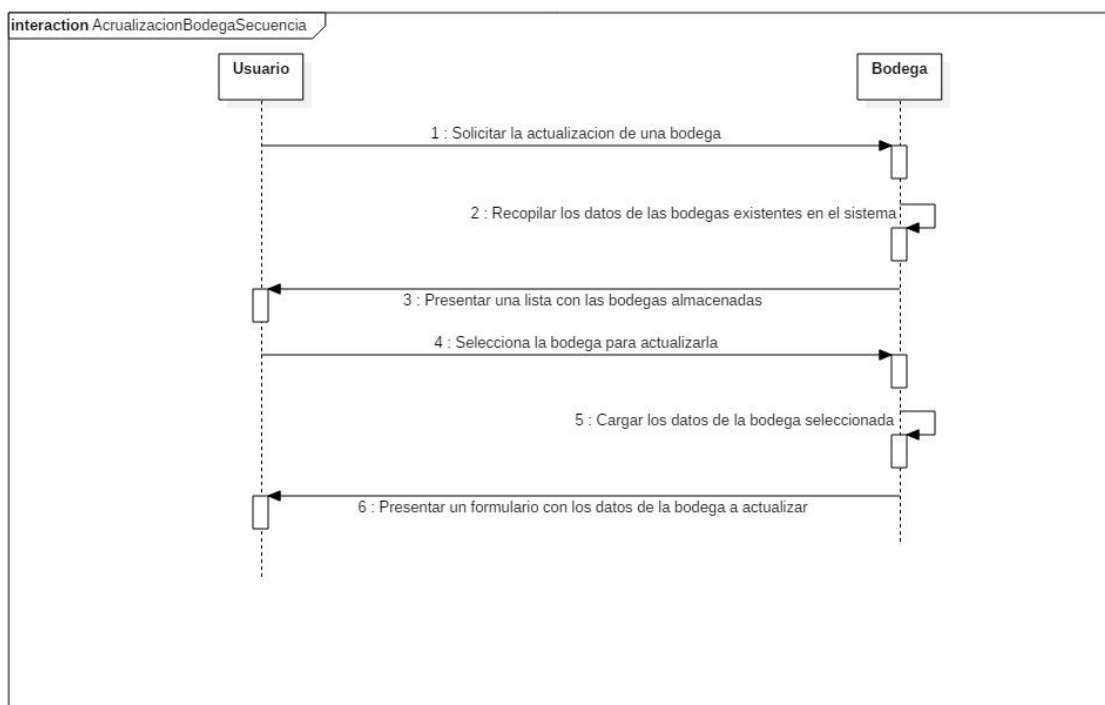 interaction AcrualizacionBodegaSecuencia
Usuario
Bodega
1 : Solicitar la actualizacion de una bodega
2 : Recopilar los datos de las bodegas existentes en el sistema
3 : Presentar una lista con las bodegas almacenadas
4 : Selecciona la bodega para actualizarla
5 : Cargar los datos de la bodega seleccionada
6 : Presentar un formulario con los datos de la bodega a actualizar